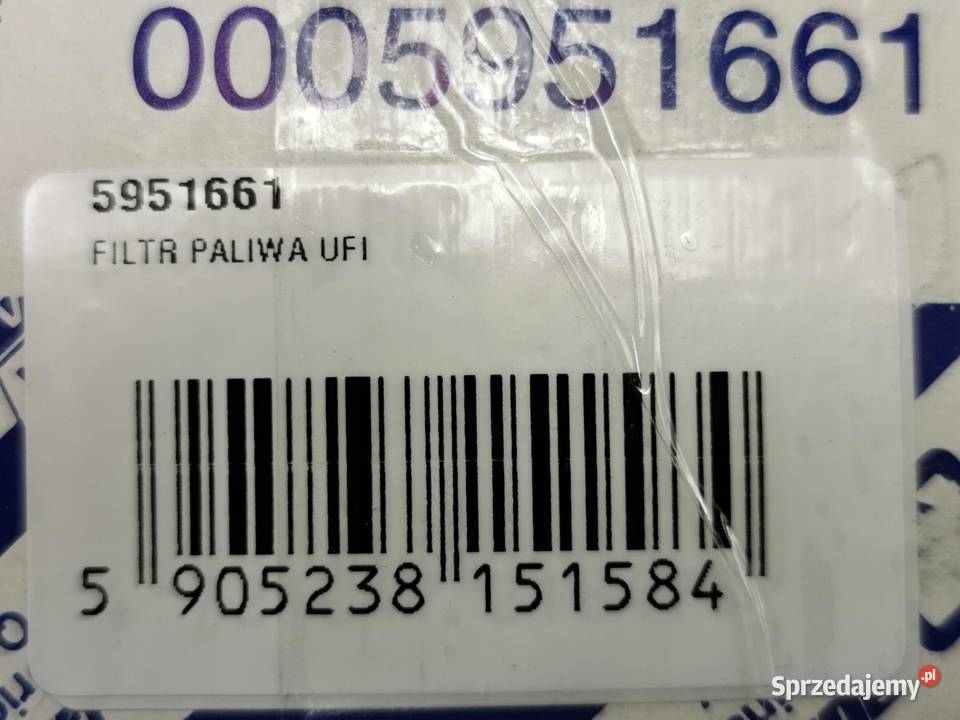 0005951661
5951661
FILTR PALIWA UFI
5 905238 151584
Sprzedajemy.pl